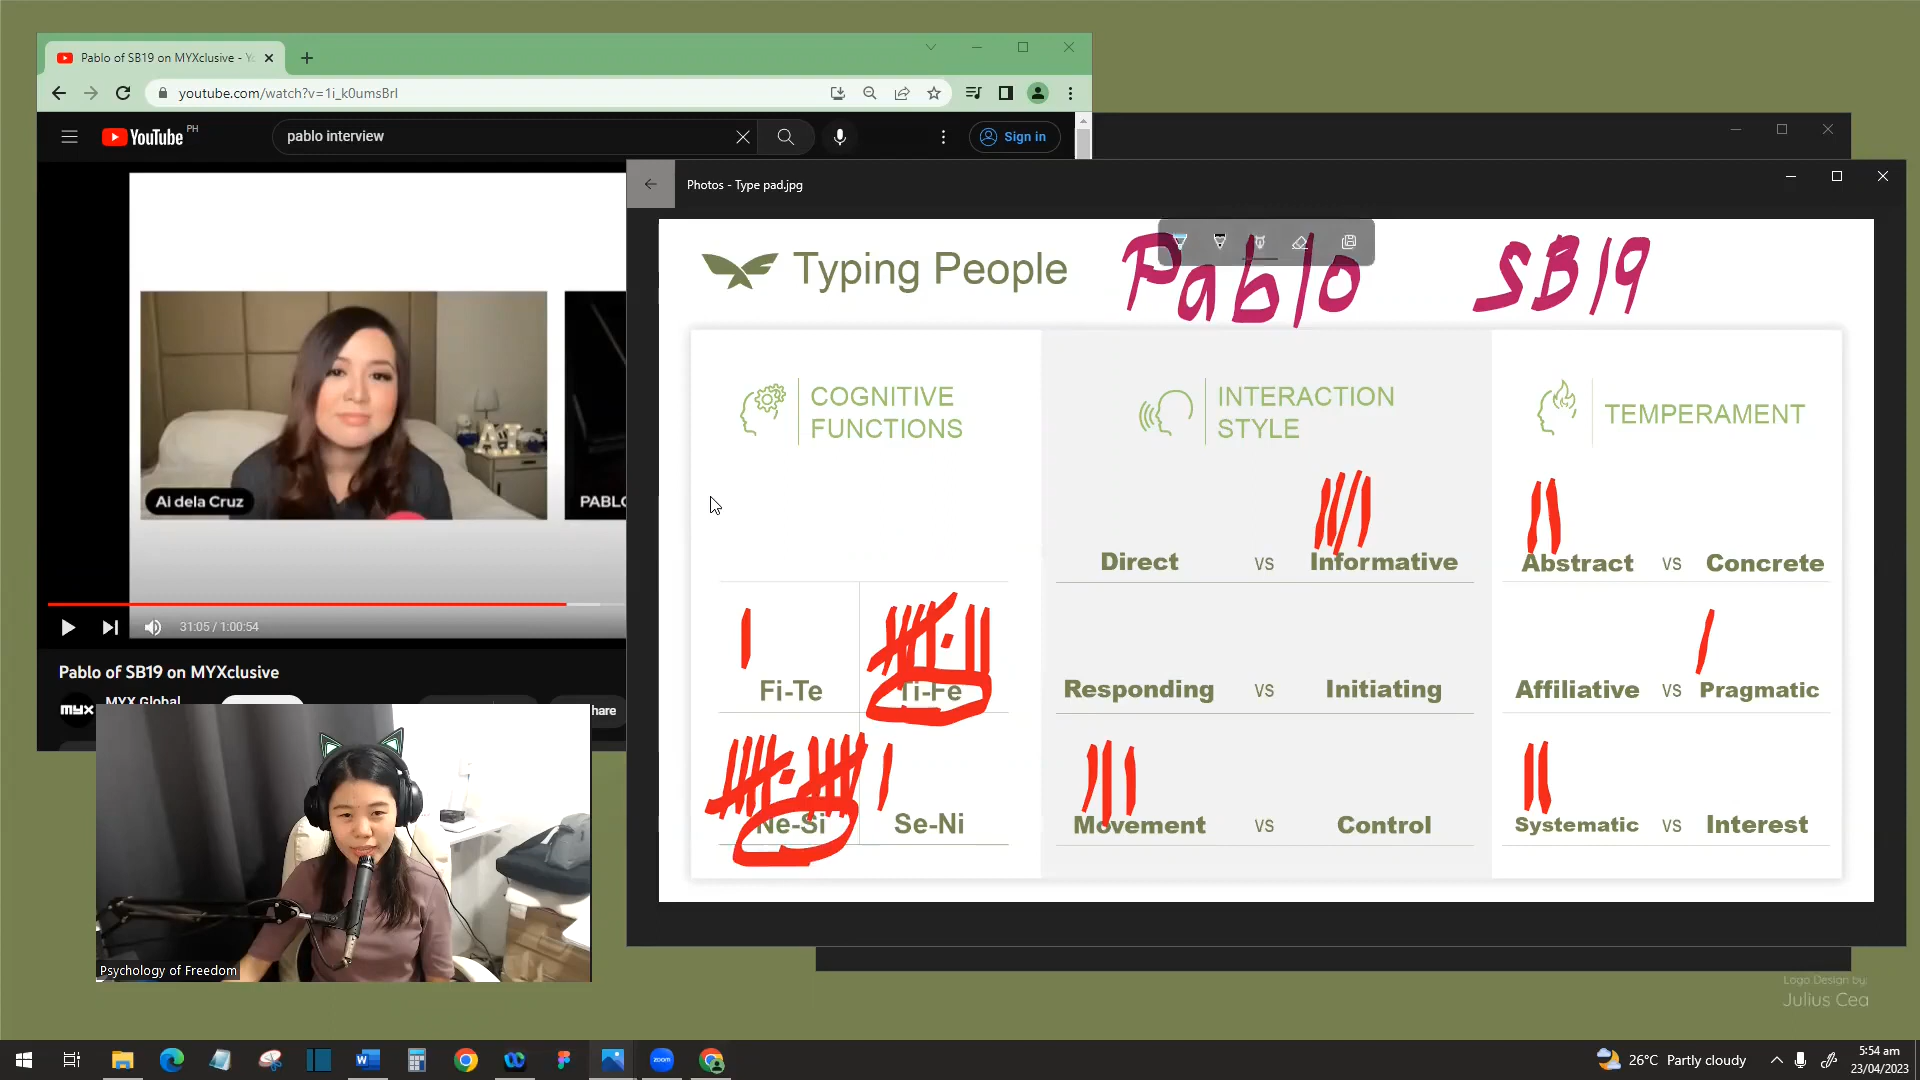 Pablo of SB19 on MYXclusive - Yo
youtube.com/watch?v=1i_k0umsBrI
YouTube PH
pablo interview
Sign in
Photos - Type pad.jpg
Typing People
Pablo SB19
COGNITIVE
FUNCTIONS
INTERACTION
STYLE
TEMPERAMENT
Ai dela Cruz
PABLO
Direct vs Informative
Abstract vs Concrete
31:05 / 1:00:54
Pablo of SB19 on MYXclusive
Fi-Te
Ti-Fe
Responding vs Initiating
Affiliative vs Pragmatic
myx
MYX Global
hare
Ne-Si
Se-Ni
Movement vs Control
Systematic vs Interest
Psychology of Freedom
Logo Design by:
Julius Cea
zoom
26°C Partly cloudy
5:54 am
23/04/2023